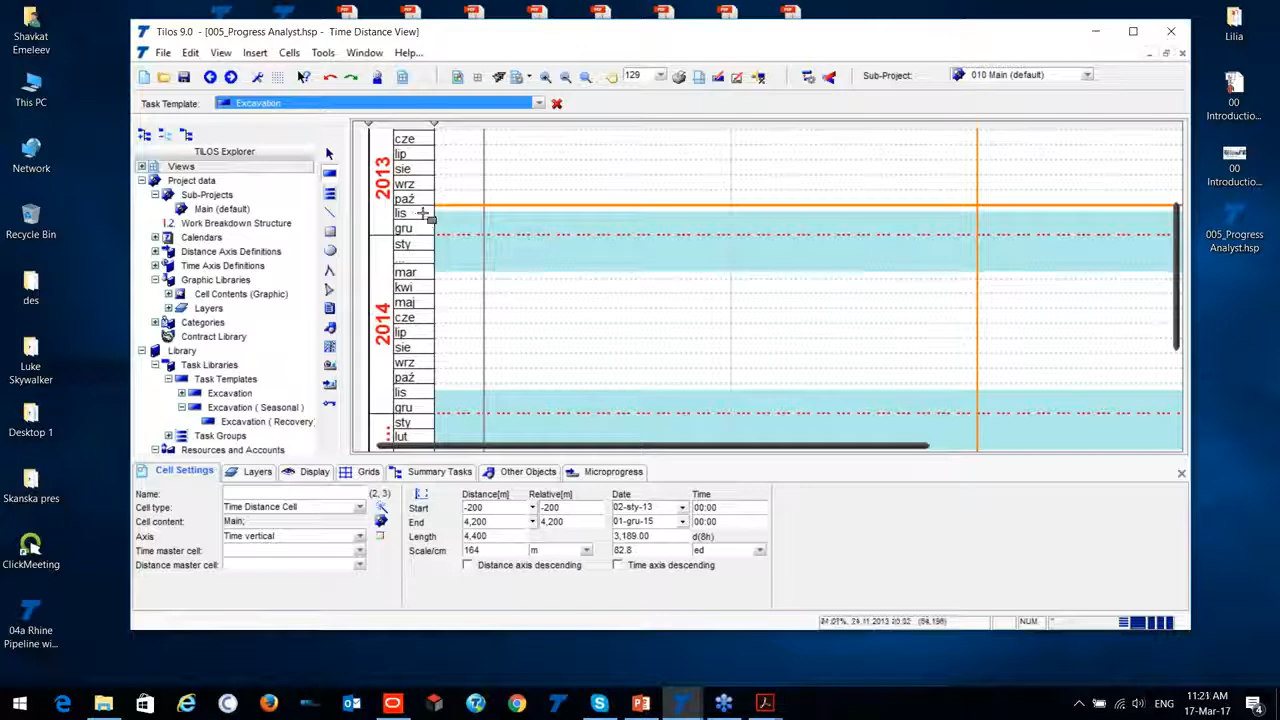 Shavkat
Emeleev
This PC
Network
Recycle Bin
des
Luke
Skywalker
Desktop 1
Skanska pres
ClickMeeting
04a Rhine
Pipeline wi...
Lilia
00
Introductio...
00
Introductio...
005_Progress
Analyst.hsp
Tilos 9.0 - [005_Progress Analyst.hsp - Time Distance View]
File Edit View Insert Cells Tools Window Help...
129
Sub-Project: 010 Main (default)
Task Template: Excavation
TILOS Explorer
Views
Project data
Sub-Projects
Main (default)
1.2. Work Breakdown Structure
Calendars
Distance Axis Definitions
Time Axis Definitions
Graphic Libraries
Cell Contents (Graphic)
Layers
Categories
Contract Library
Library
Task Libraries
Task Templates
Excavation
Excavation ( Seasonal )
Excavation ( Recovery
Task Groups
Resources and Accounts
2013
cze
lip
sie
wrz
paź
lis
gru
2014
sty
...
mar
kwi
maj
cze
lip
sie
wrz
paź
lis
gru
sty
lut
Cell Settings Layers Display Grids Summary Tasks Other Objects Microprogress
Name: (2, 3)
Cell type: Time Distance Cell
Cell content: Main;
Axis Time vertical
Time master cell:
Distance master cell:
Distance[m] Relative[m] Date Time
Start -200 -200 02-sty-13 00:00
End 4,200 4,200 01-gru-15 00:00
Length 4,400 3,189.00 d(8h)
Scale/cm 164 m 82.8 ed
Distance axis descending Time axis descending
NUM
ENG
11:21 AM
17-Mar-17
4